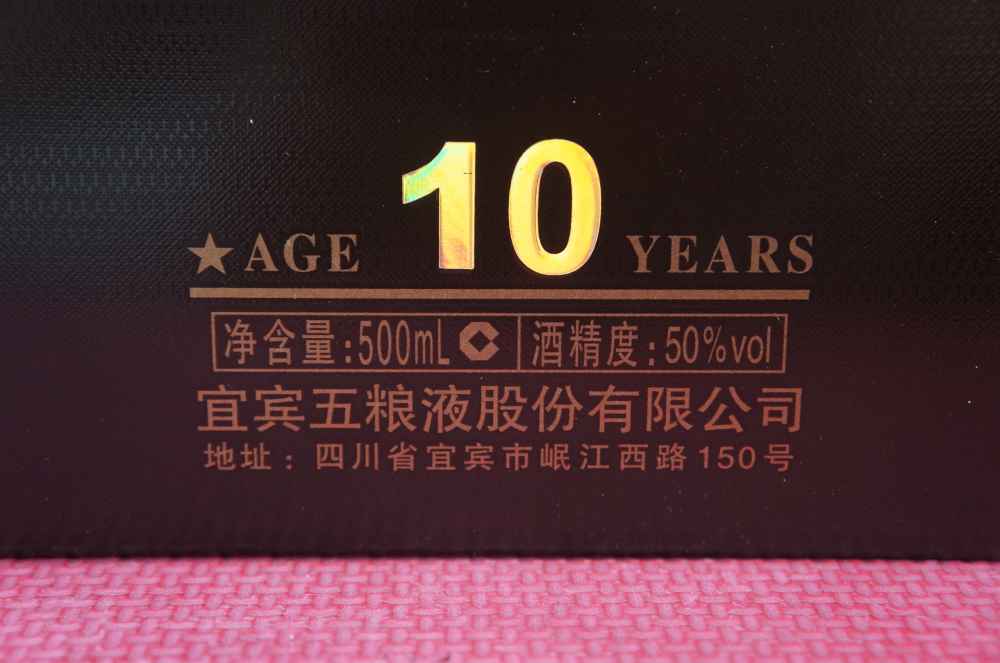 ★AGE 10 YEARS
净含量:500mL 酒精度:50%vol
宜宾五粮液股份有限公司
地址:四川省宜宾市岷江西路150号